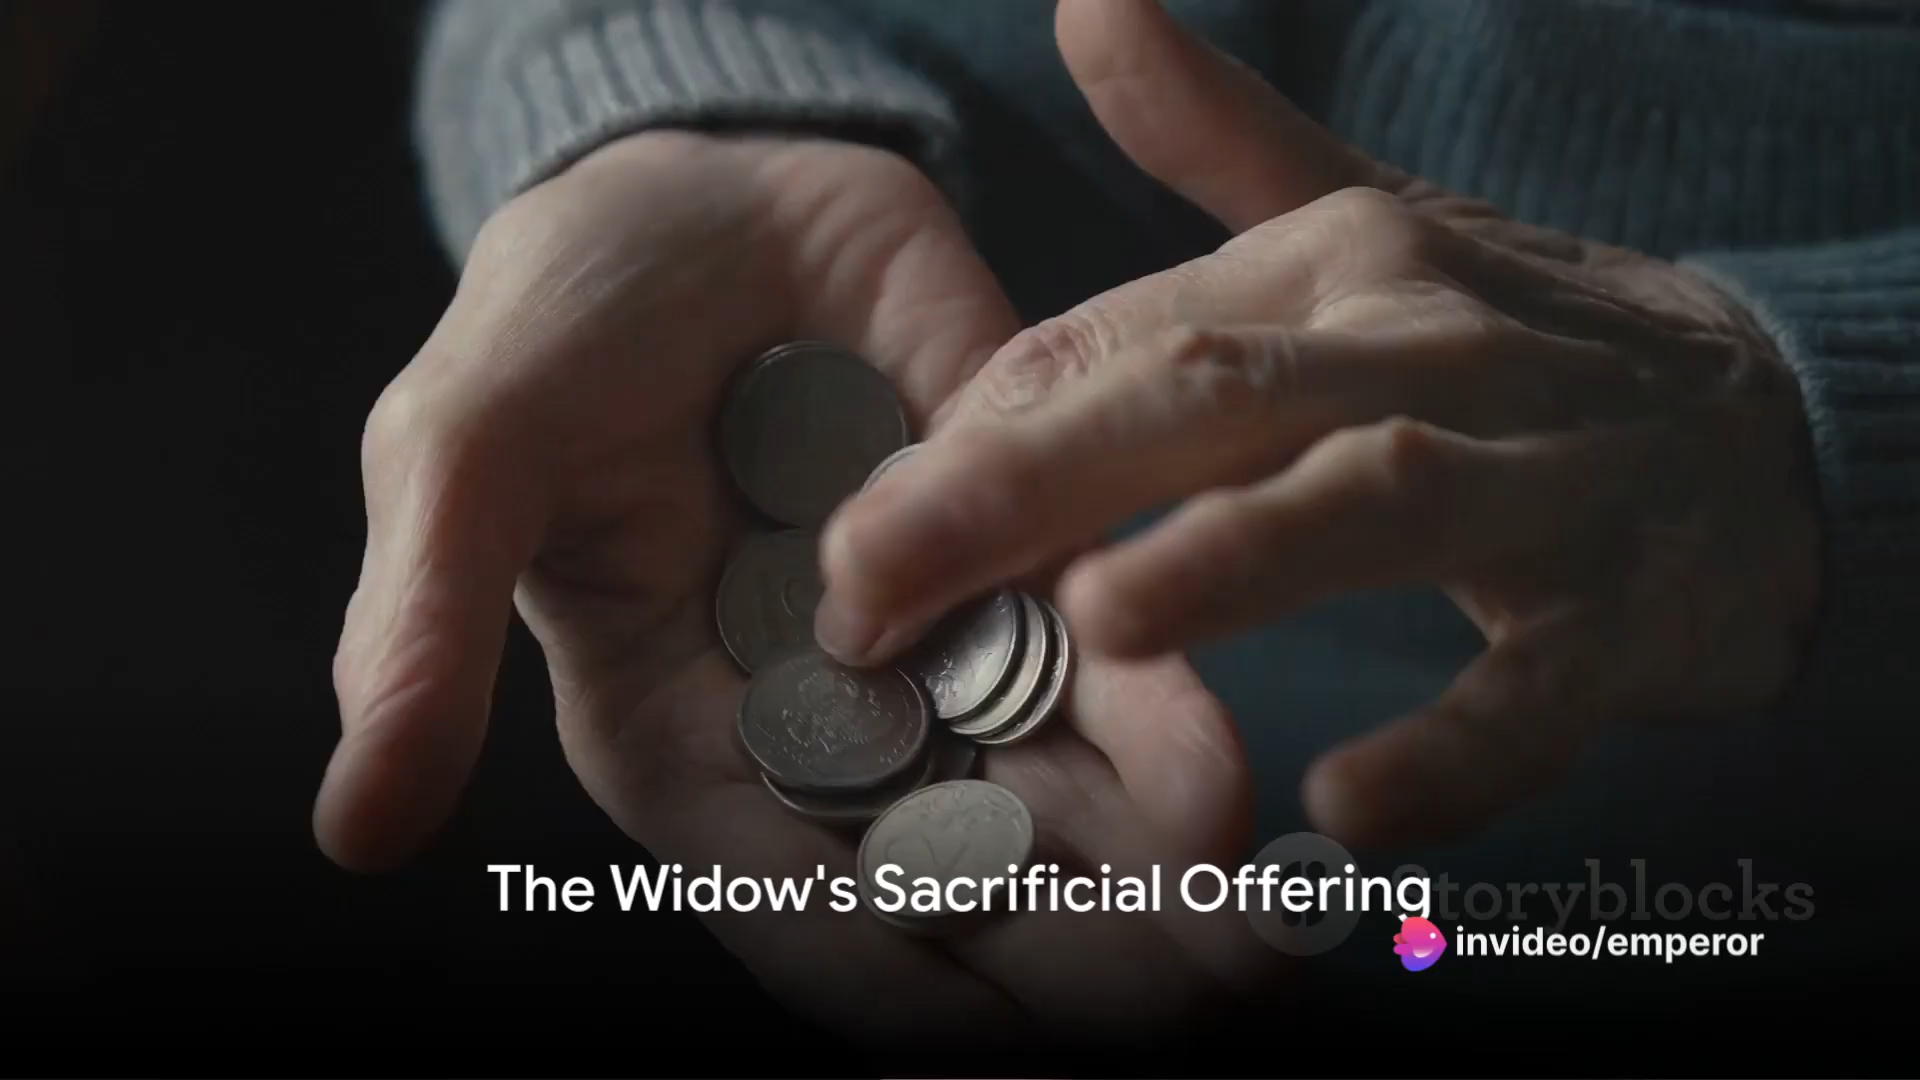 The Widow's Sacrificial Offering
Storyblocks
invideo/emperor